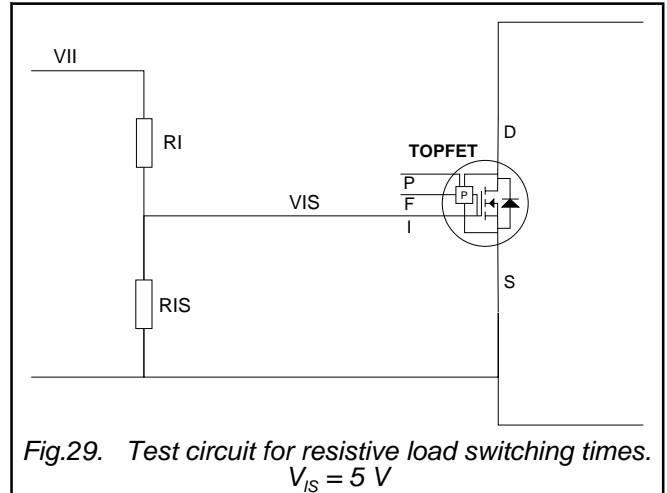 VII
RI
D
TOPFET
P
P
F
VIS
I
RIS
S
Fig.29. Test circuit for resistive load switching times.
VIS = 5 V